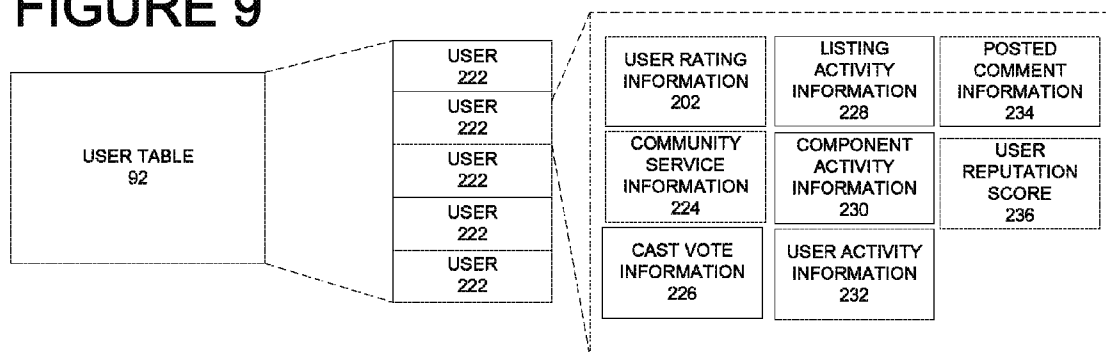 FIGURE 9
USER TABLE
92
USER
222
USER
222
USER
222
USER
222
USER
222
USER RATING
INFORMATION
202
LISTING
ACTIVITY
INFORMATION
228
POSTED
COMMENT
INFORMATION
234
COMMUNITY
SERVICE
INFORMATION
224
COMPONENT
ACTIVITY
INFORMATION
230
USER
REPUTATION
SCORE
236
CAST VOTE
INFORMATION
226
USER ACTIVITY
INFORMATION
232